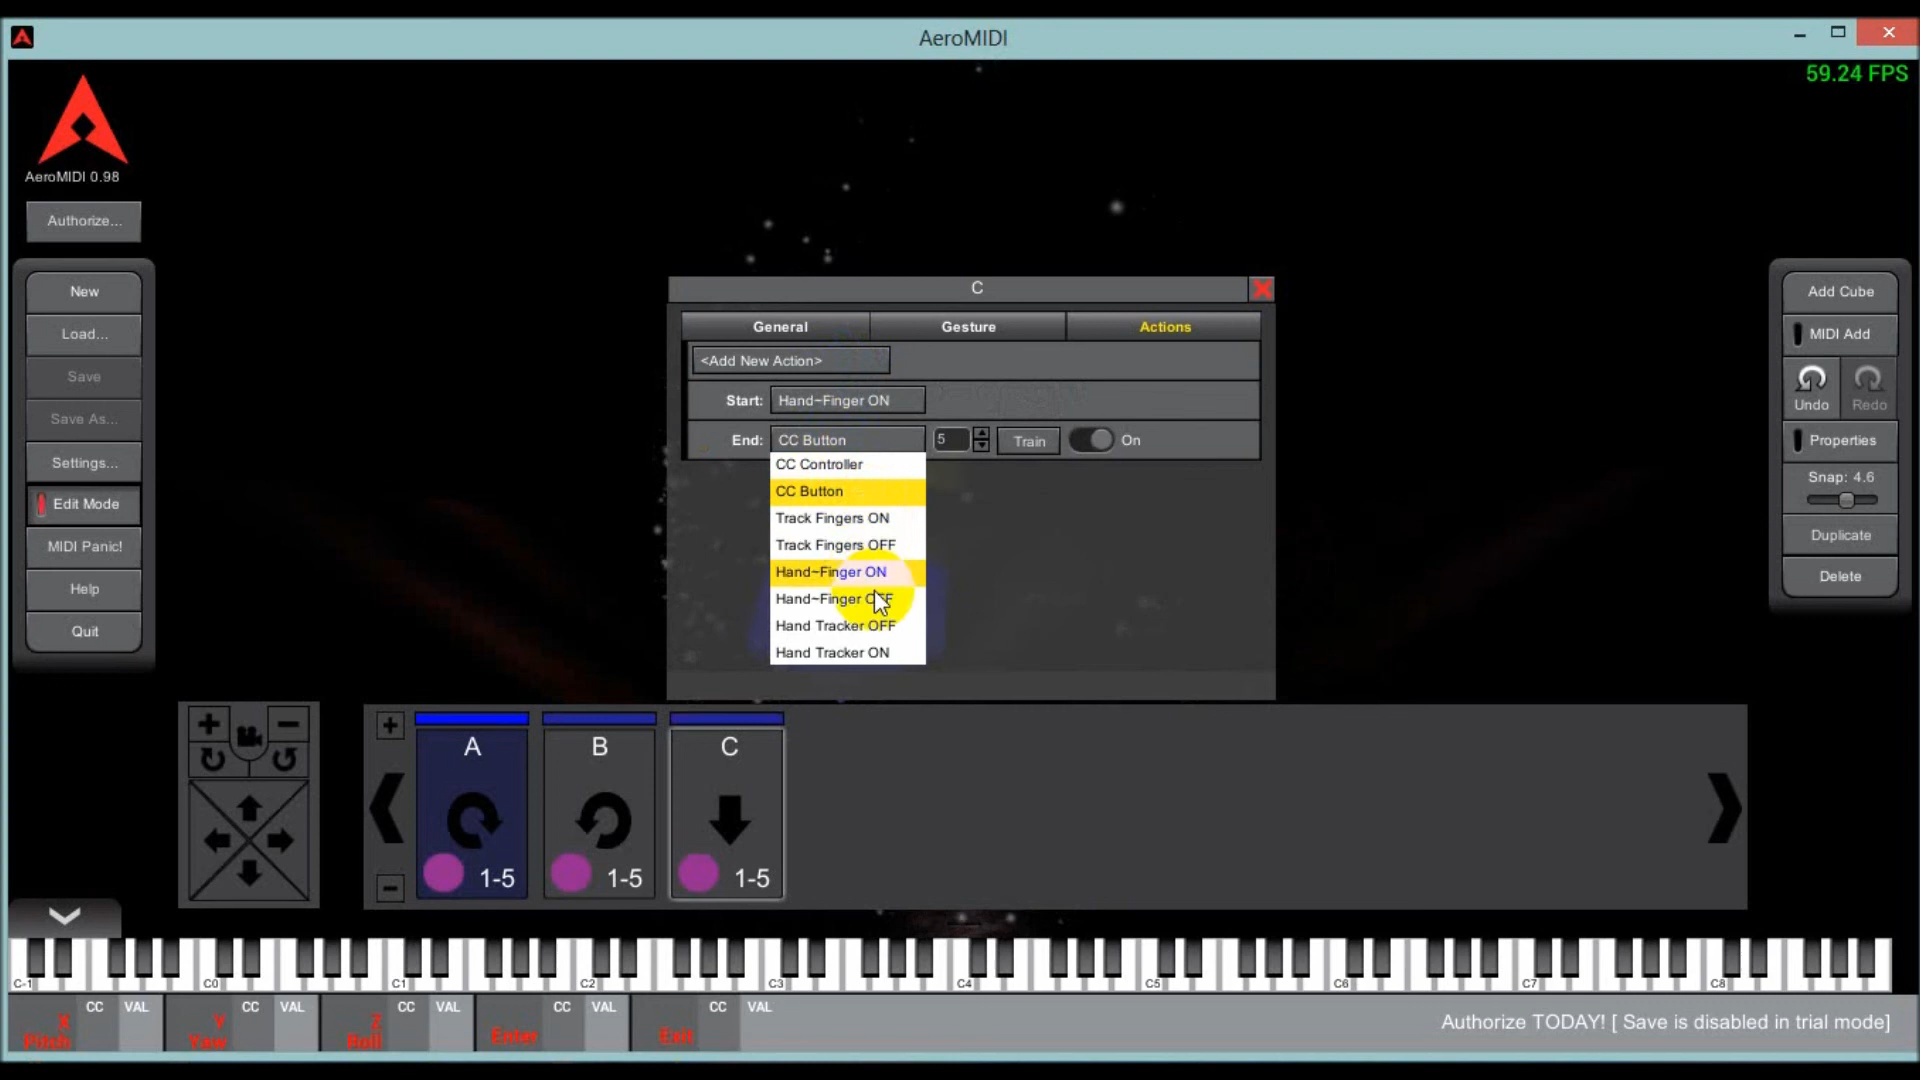 AeroMIDI
59.24 FPS
AeroMIDI 0.98
Authorize...
New
Load...
Save
Save As...
Settings...
Edit Mode
MIDI Panic!
Help
Quit
C
General Gesture Actions
<Add New Action>
Start: Hand~Finger ON
End: CC Button 5 Train On
CC Controller
CC Button
Track Fingers ON
Track Fingers OFF
Hand~Finger ON
Hand~Finger OFF
Hand Tracker OFF
Hand Tracker ON
Add Cube
MIDI Add
Undo Redo
Properties
Snap: 4.6
Duplicate
Delete
A B C
1-5 1-5 1-5
C-1 C0 C1 C2 C3 C4 C5 C6 C7 C8
X Pitch CC VAL Y Yaw CC VAL Z Roll CC VAL Enter CC VAL Exit CC VAL
Authorize TODAY! [ Save is disabled in trial mode]